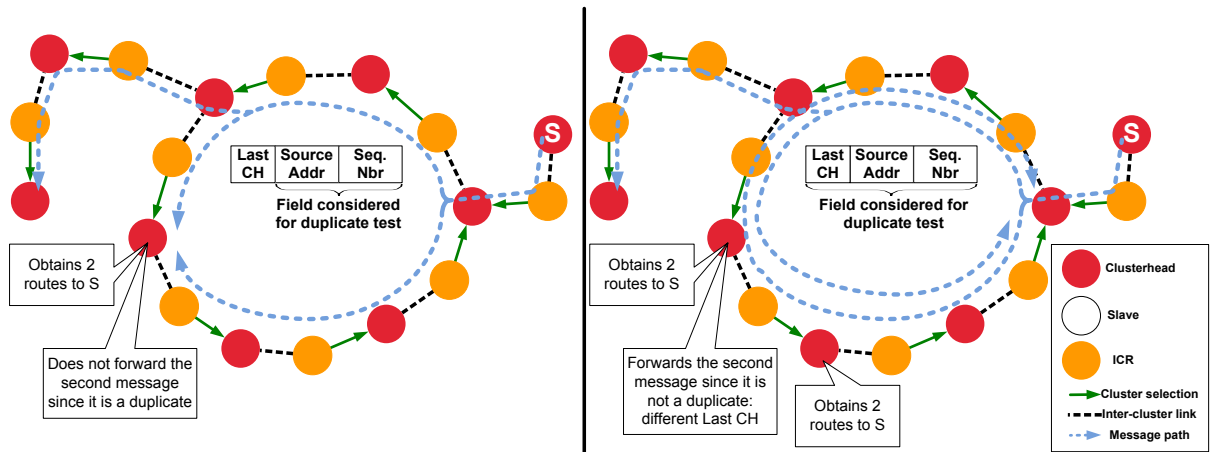 S
Last Source Seq.
CH Addr Nbr
Field considered
for duplicate test
Obtains 2
routes to S
Does not forward the
second message
since it is a duplicate
S
Last Source Seq.
CH Addr Nbr
Field considered for
duplicate test
Obtains 2
routes to S
Forwards the second
message since it is
not a duplicate:
different Last CH
Obtains 2
routes to S
Clusterhead
Slave
ICR
Cluster selection
Inter-cluster link
Message path